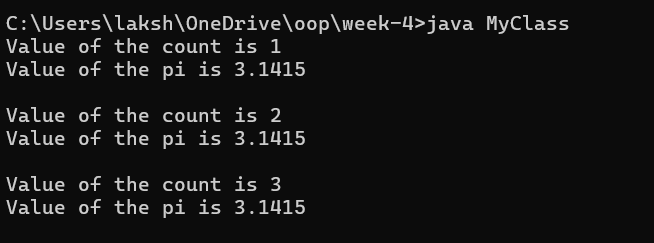 C:\Users\laksh\OneDrive\oop\week-4>java MyClass
Value of the count is 1
Value of the pi is 3.1415
Value of the count is 2
Value of the pi is 3.1415
Value of the count is 3
Value of the pi is 3.1415